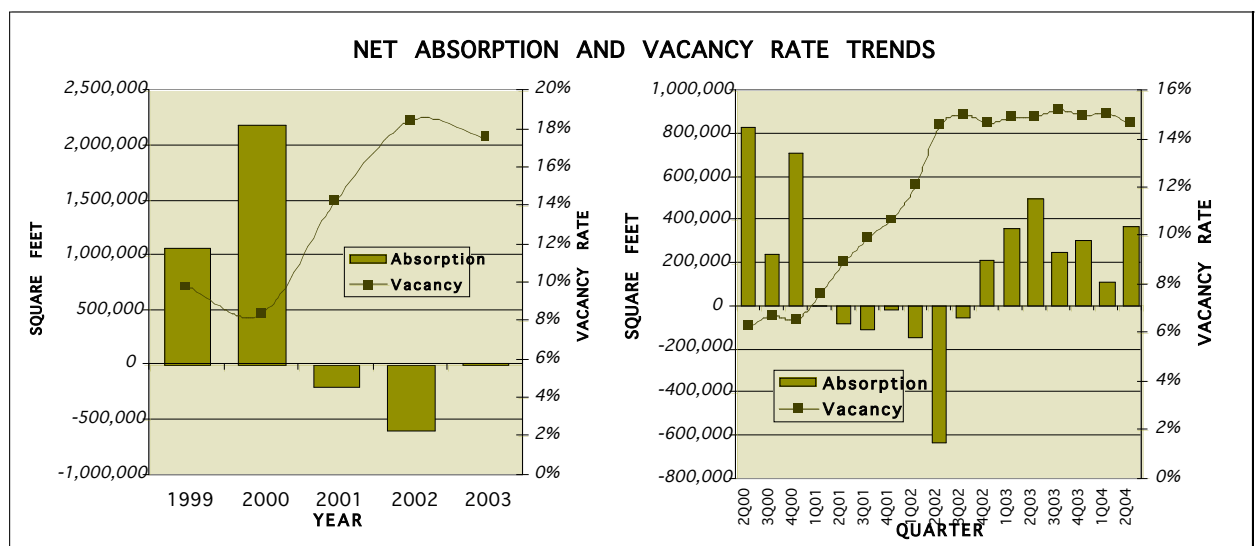 NET ABSORPTION AND VACANCY RATE TRENDS
2,500,000
2,000,000
1,500,000
1,000,000
500,000
0
-500,000
-1,000,000
SQUARE FEET
20%
18%
16%
14%
12%
10%
8%
6%
4%
2%
0%
VACANCY RATE
Absorption
Vacancy
1999 2000 2001 2002 2003
YEAR
1,000,000
800,000
600,000
400,000
200,000
0
-200,000
-400,000
-600,000
-800,000
SQUARE FEET
16%
14%
12%
10%
8%
6%
4%
2%
0%
VACANCY RATE
Absorption
Vacancy
2Q00 3Q00 4Q00 1Q01 2Q01 3Q01 4Q01 1Q02 2Q02 3Q02 4Q02 1Q03 2Q03 3Q03 4Q03 1Q04 2Q04
QUARTER